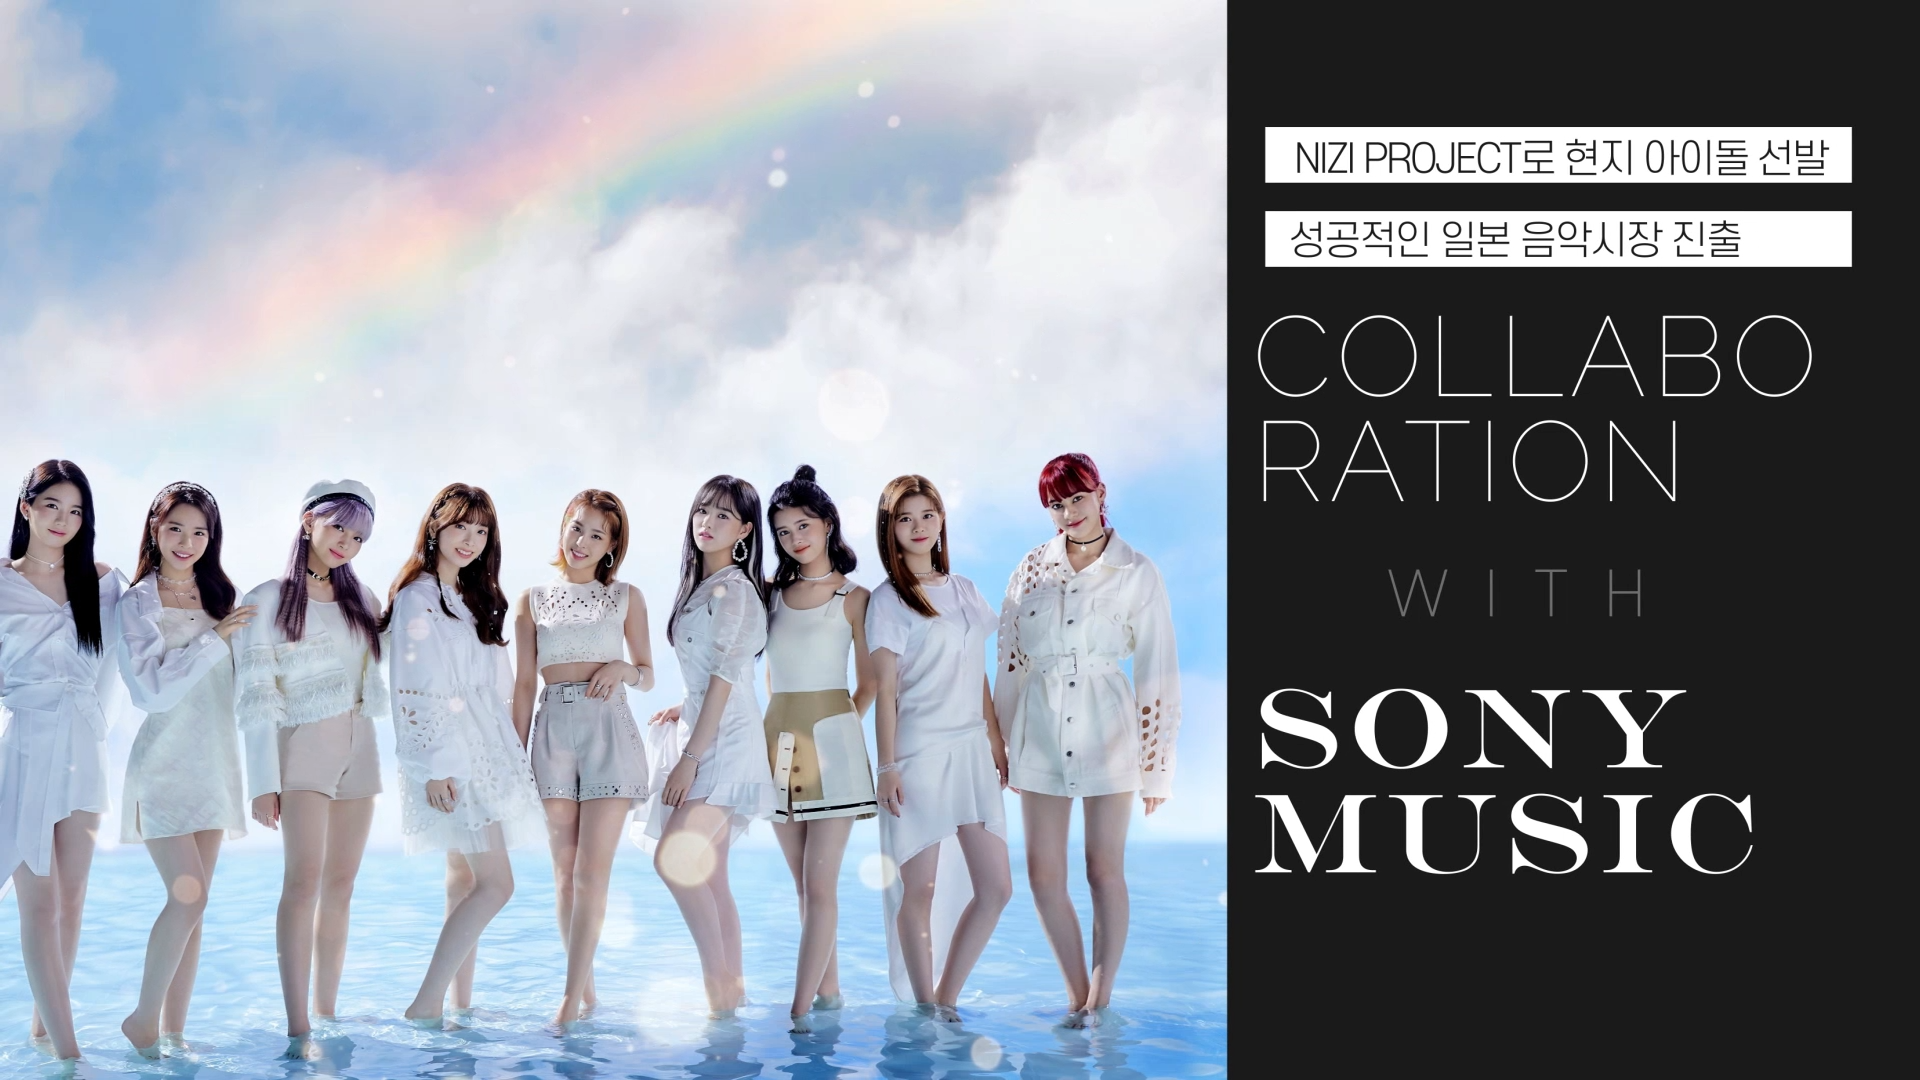 NIZI PROJECT로 현지 아이돌 선발
성공적인 일본 음악시장 진출
COLLABO
RATION
WITH
SONY
MUSIC